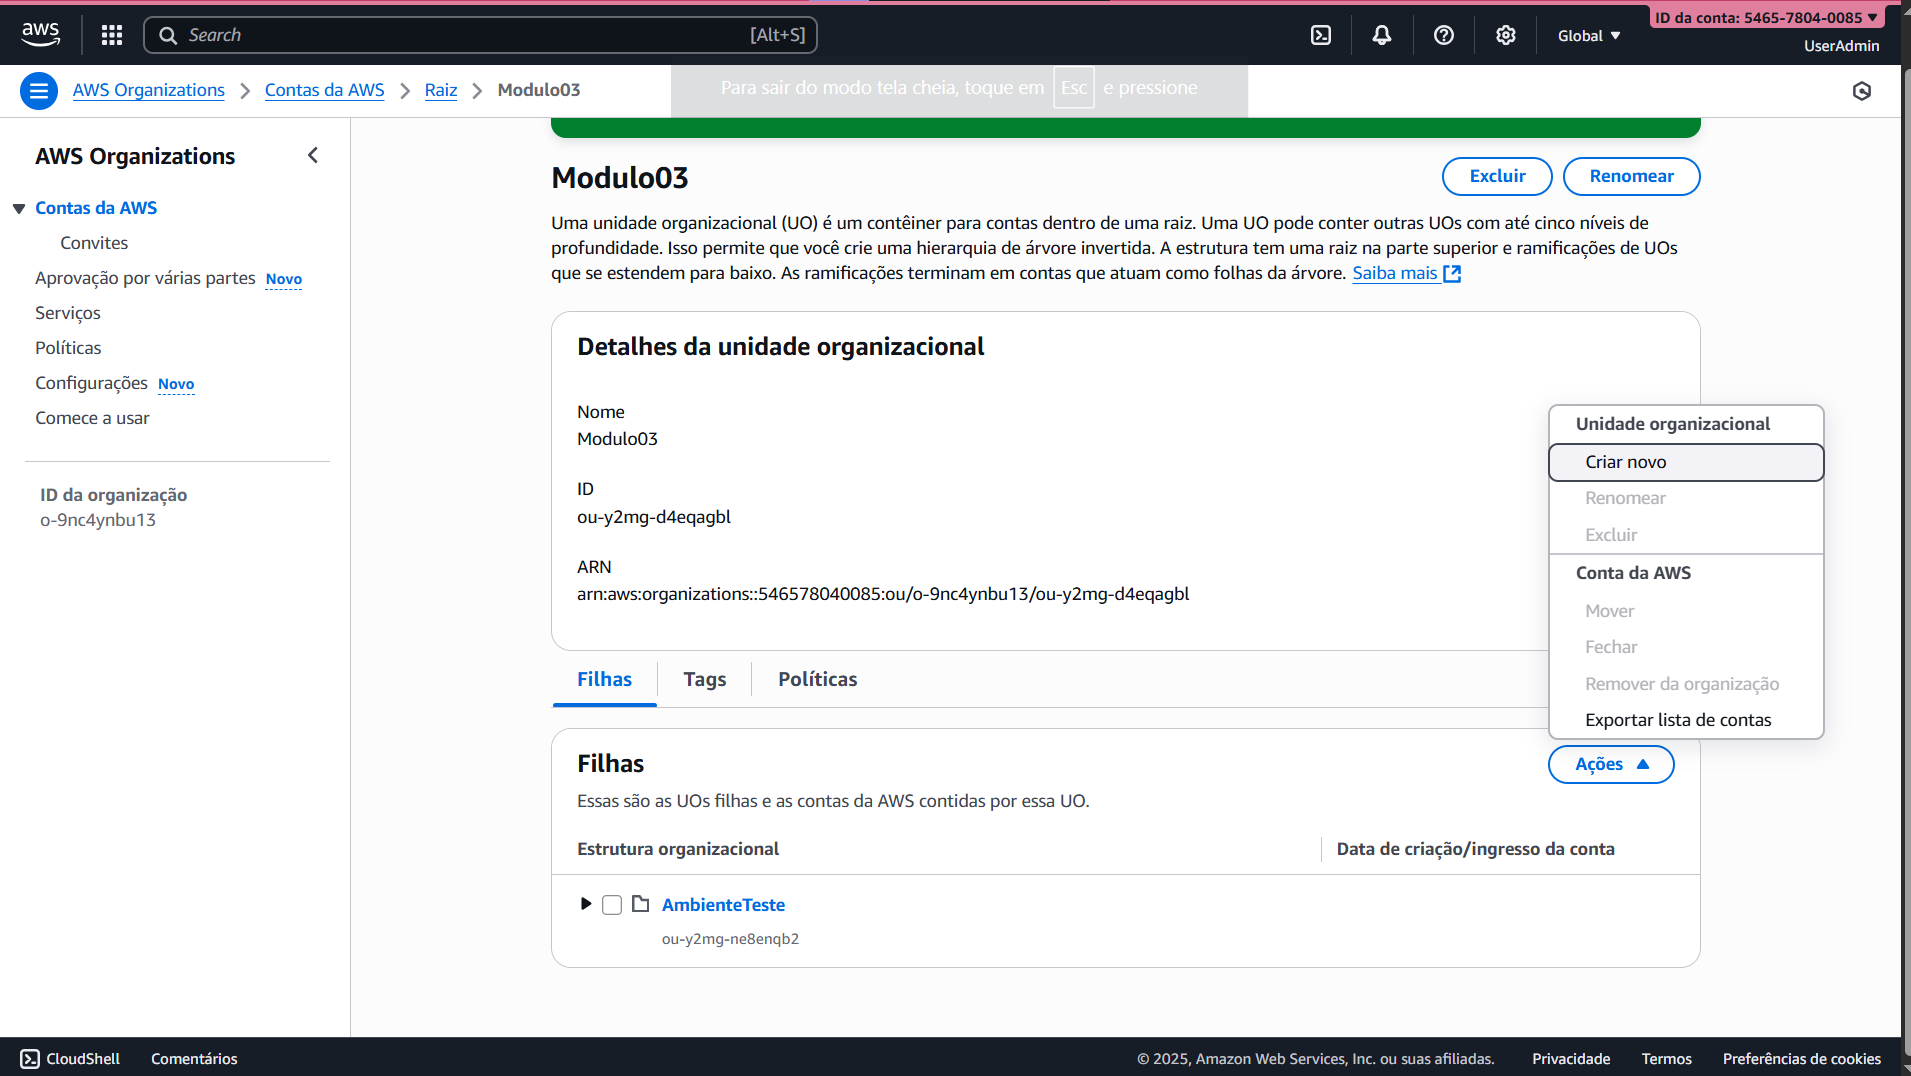 ID da conta: 5465-7804-0085
aws
Search
[Alt+S]
Global
UserAdmin
AWS Organizations
Contas da AWS
Raiz
Modulo03
Para sair do modo tela cheia, toque em Esc e pressione
AWS Organizations
Contas da AWS
Convites
Aprovação por várias partes Novo
Serviços
Políticas
Configurações Novo
Comece a usar
ID da organização
o-9nc4ynbu13
Modulo03
Excluir
Renomear
Uma unidade organizacional (UO) é um contêiner para contas dentro de uma raiz. Uma UO pode conter outras UOs com até cinco níveis de
profundidade. Isso permite que você crie uma hierarquia de árvore invertida. A estrutura tem uma raiz na parte superior e ramificações de UOs
que se estendem para baixo. As ramificações terminam em contas que atuam como folhas da árvore. Saiba mais
Detalhes da unidade organizacional
Nome
Modulo03
ID
ou-y2mg-d4eqagbl
ARN
arn:aws:organizations::546578040085:ou/o-9nc4ynbu13/ou-y2mg-d4eqagbl
Unidade organizacional
Criar novo
Renomear
Excluir
Conta da AWS
Mover
Fechar
Remover da organização
Exportar lista de contas
Filhas
Tags
Políticas
Filhas
Ações
Essas são as UOs filhas e as contas da AWS contidas por essa UO.
Estrutura organizacional
Data de criação/ingresso da conta
AmbienteTeste
ou-y2mg-ne8enqb2
CloudShell
Comentários
© 2025, Amazon Web Services, Inc. ou suas afiliadas.
Privacidade
Termos
Preferências de cookies